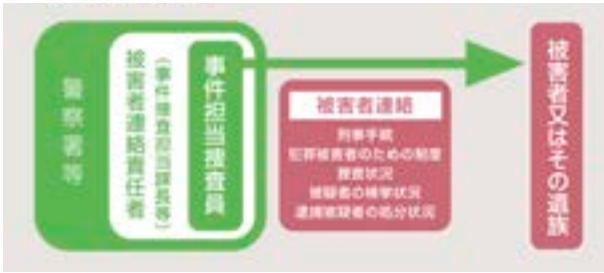 警察署等
被害者連絡責任者
（事件捜査担当課長等）
事件担当捜査員
被害者連絡
刑事手続
犯罪被害者のための制度
捜査状況
被疑者の検挙状況
逮捕被疑者の処分状況
被害者又はその遺族